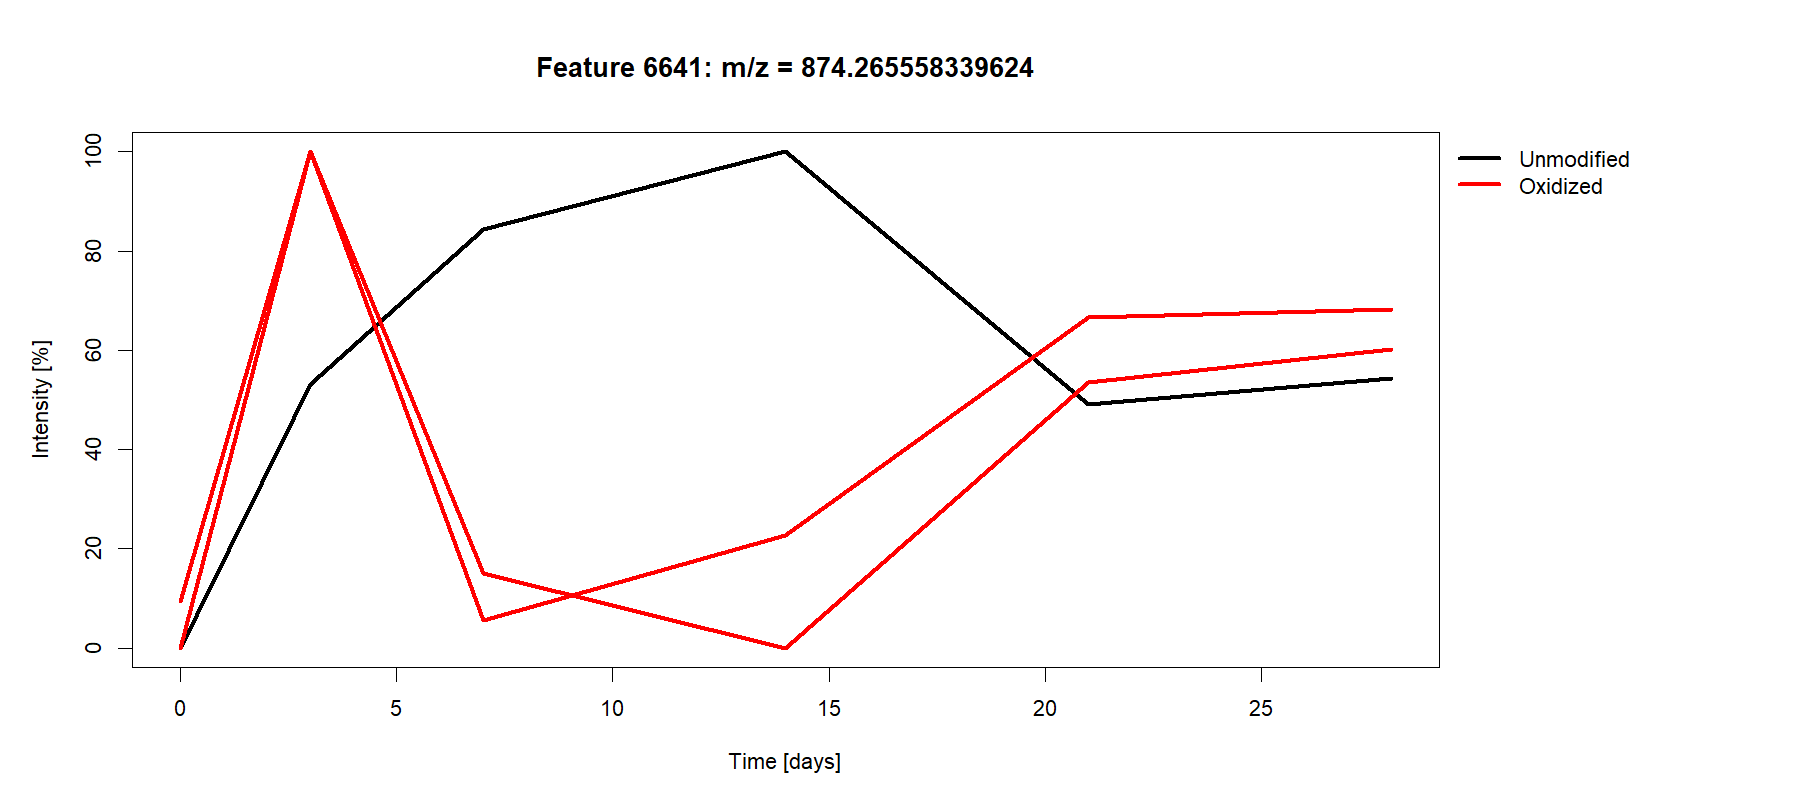 Feature 6641: m/z = 874.265558339624
Unmodified
Oxidized
Intensity [%]
100
80
60
40
20
0
0 5 10 15 20 25
Time [days]